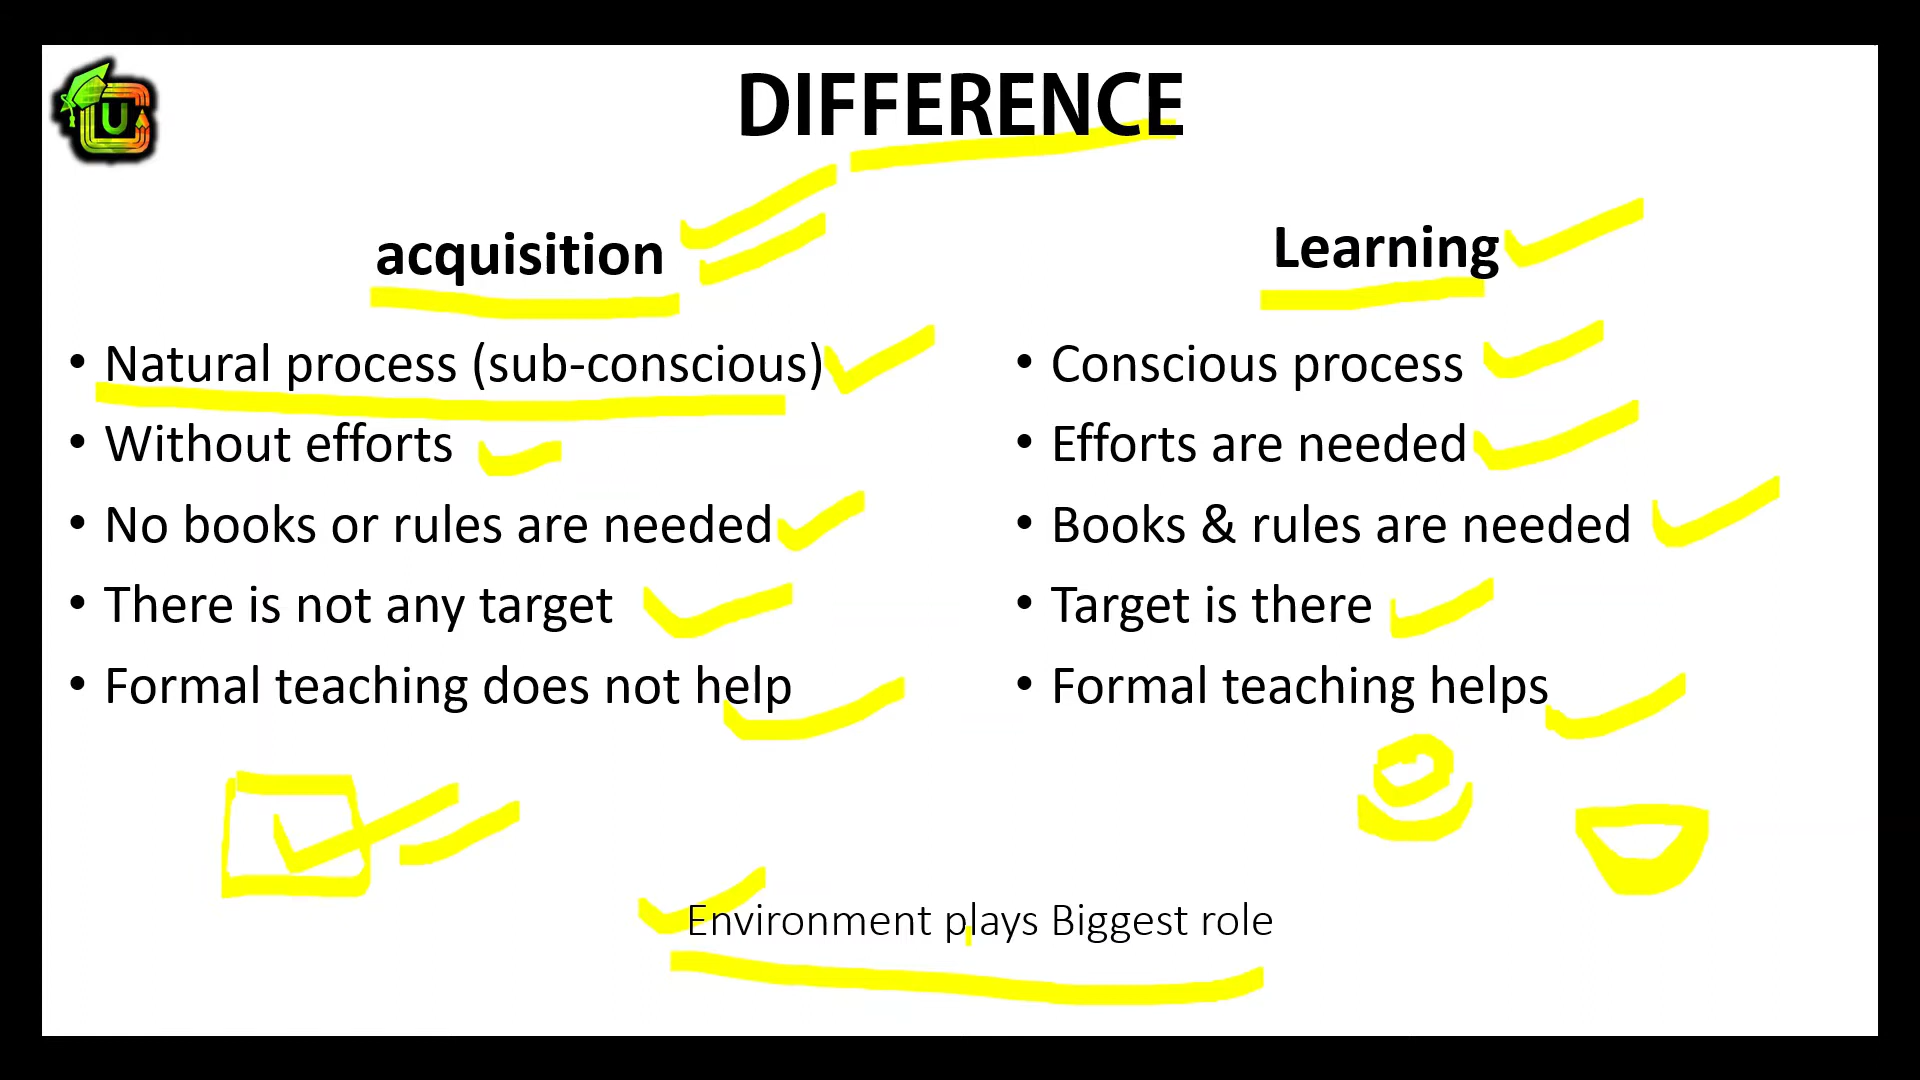 U
DIFFERENCE
acquisition
• Natural process (sub-conscious)
• Without efforts
• No books or rules are needed
• There is not any target
• Formal teaching does not help
Learning
• Conscious process
• Efforts are needed
• Books & rules are needed
• Target is there
• Formal teaching helps
Environment plays Biggest role